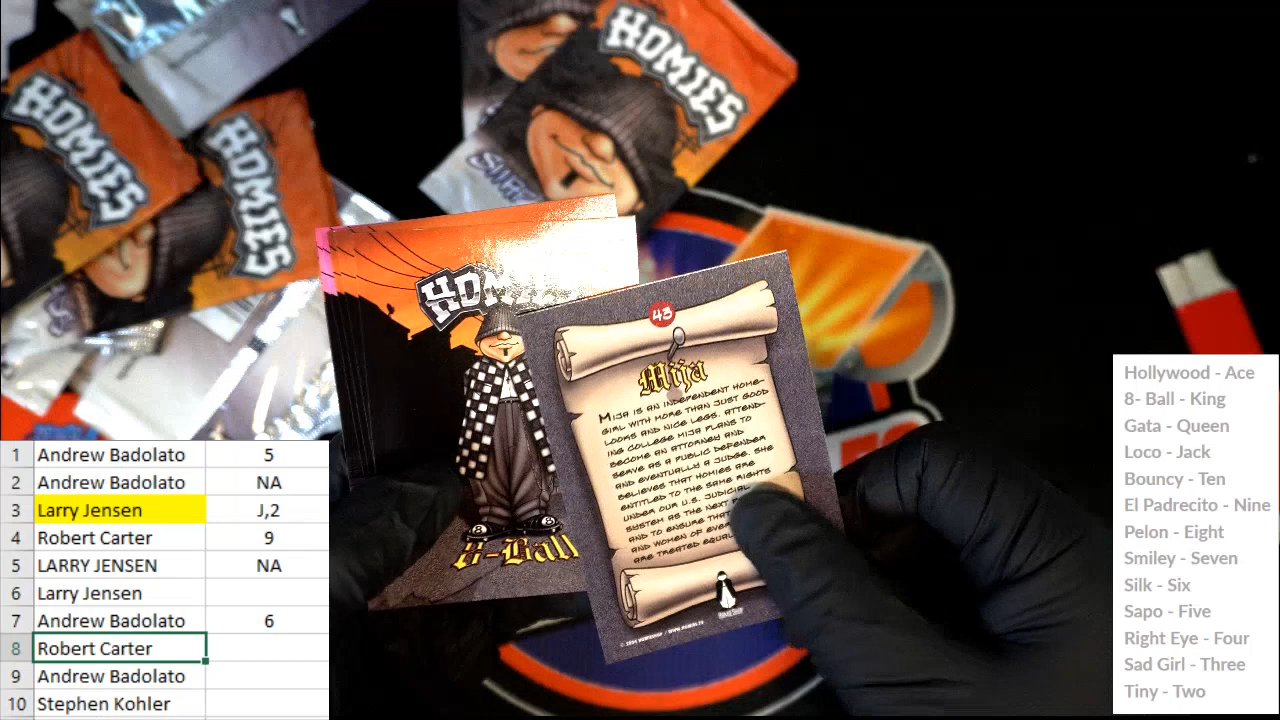 HOMIES
HOMIES
HOMIES
43
Mija
MIJA IS AN INDEPENDENT HOME-
GIRL WITH MORE THAN JUST GOOD
LOOKS AND NICE LEGS. ATTEND-
ING COLLEGE MIJA PLANS TO
BECOME AN ATTORNEY AND
SERVE AS A PUBLIC DEFENDER
AND EVENTUALLY A JUDGE. SHE
BELIEVES THAT HOMIES ARE
ENTITLED TO THE SAME RIGHTS
UNDER OUR U.S. JUDICIAL
SYSTEM AS THE NEXT
AND TO ENSURE THAT
AND WOMEN OF
ARE TREATED
8-Ball
1 Andrew Badolato 5
2 Andrew Badolato NA
3 Larry Jensen J,2
4 Robert Carter 9
5 LARRY JENSEN NA
6 Larry Jensen
7 Andrew Badolato 6
8 Robert Carter
9 Andrew Badolato
10 Stephen Kohler
Hollywood - Ace
8- Ball - King
Gata - Queen
Loco - Jack
Bouncy - Ten
El Padrecito - Nine
Pelon - Eight
Smiley - Seven
Silk - Six
Sapo - Five
Right Eye - Four
Sad Girl - Three
Tiny - Two